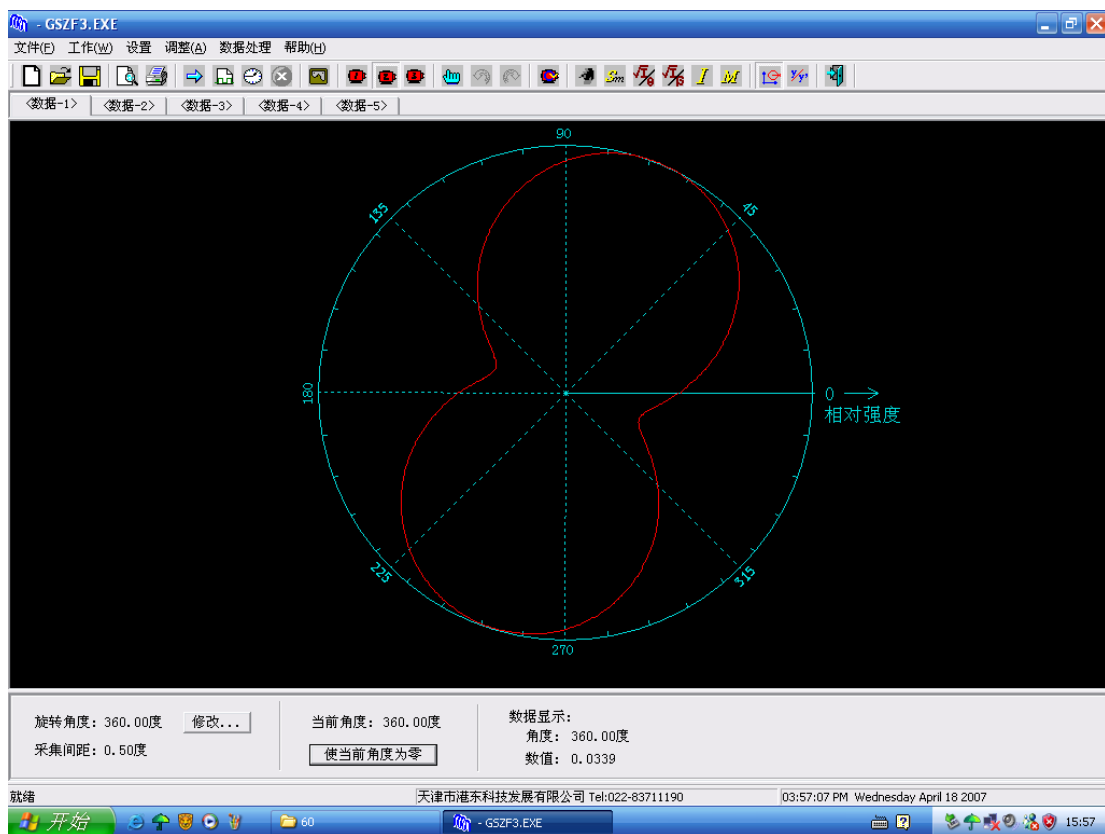 - GSZF3.EXE
文件(F) 工作(W) 设置 调整(A) 数据处理 帮助(H)
<数据-1> <数据-2> <数据-3> <数据-4> <数据-5>
90
135 45
180 0
相对强度
225 315
270
旋转角度: 360.00度 修改... 当前角度: 360.00度 数据显示:
角度: 360.00度
采集间距: 0.50度 使当前角度为零 数值: 0.0339
就绪 天津市港东科技发展有限公司 Tel:022-83711190 03:57:07 PM Wednesday April 18 2007
开始 60 - GSZF3.EXE 15:57